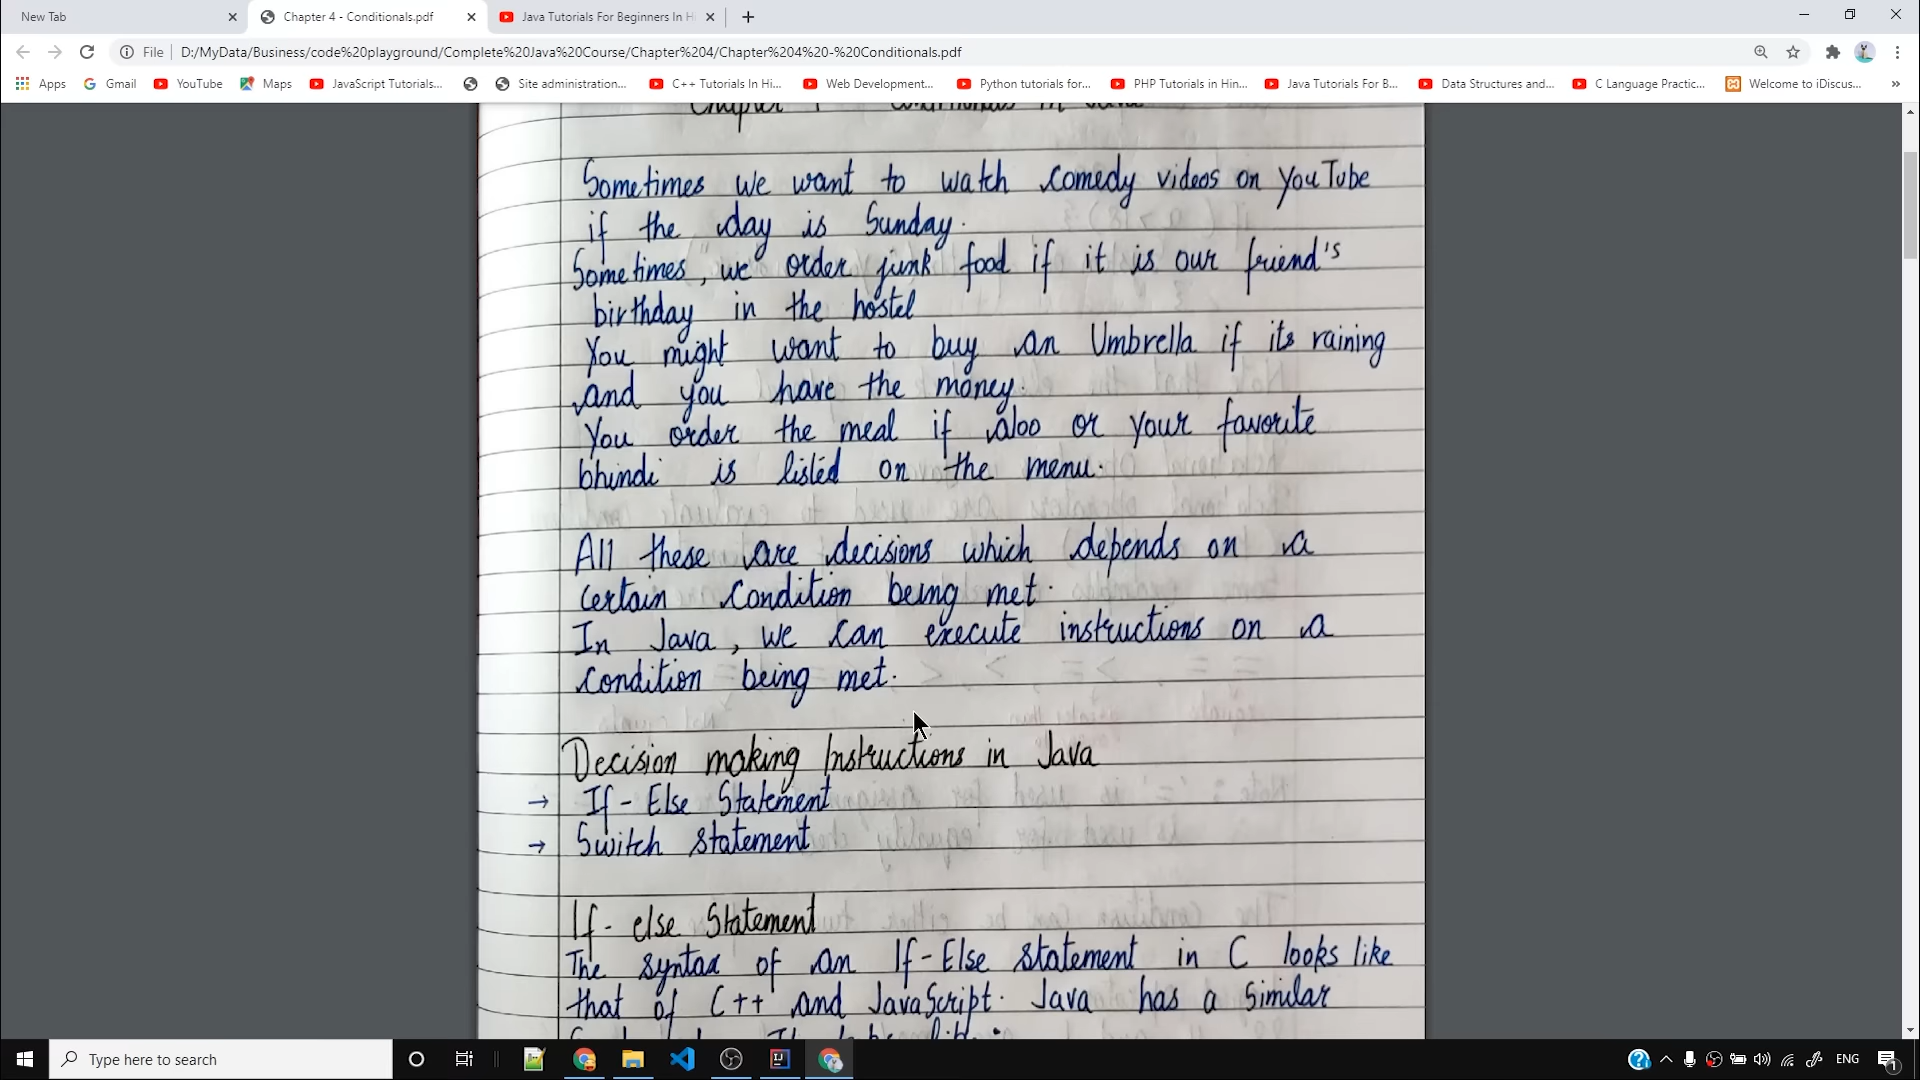 New Tab
Chapter 4 - Conditionals.pdf
Java Tutorials For Beginners In H
File
D:/MyData/Business/code%20playground/Complete%20Java%20Course/Chapter%204/Chapter%204%20-%20Conditionals.pdf
Apps
Gmail
YouTube
Maps
JavaScript Tutorials...
Site administration...
C++ Tutorials In Hi...
Web Development...
Python tutorials for...
PHP Tutorials in Hin...
Java Tutorials For B...
Data Structures and...
C Language Practic...
Welcome to iDiscu...
»
Sometimes we want to watch comedy videos on YouTube
if the day is Sunday.
Sometimes, we order junk food if it is our friend's
birthday in the hostel
You might want to buy an Umbrella if its raining
and you have the money.
You order the meal if aloo or your favorite
bhindi is listed on the menu.
All these are decisions which depends on a
certain condition being met.
In Java, we can execute instructions on a
condition being met.
Decision making Instructions in Java
→ If-Else Statement
→ Switch statement
If-else Statement
The syntax of an If-Else statement in C looks like
that of C++ and JavaScript. Java has a similar
Type here to search
ENG
1